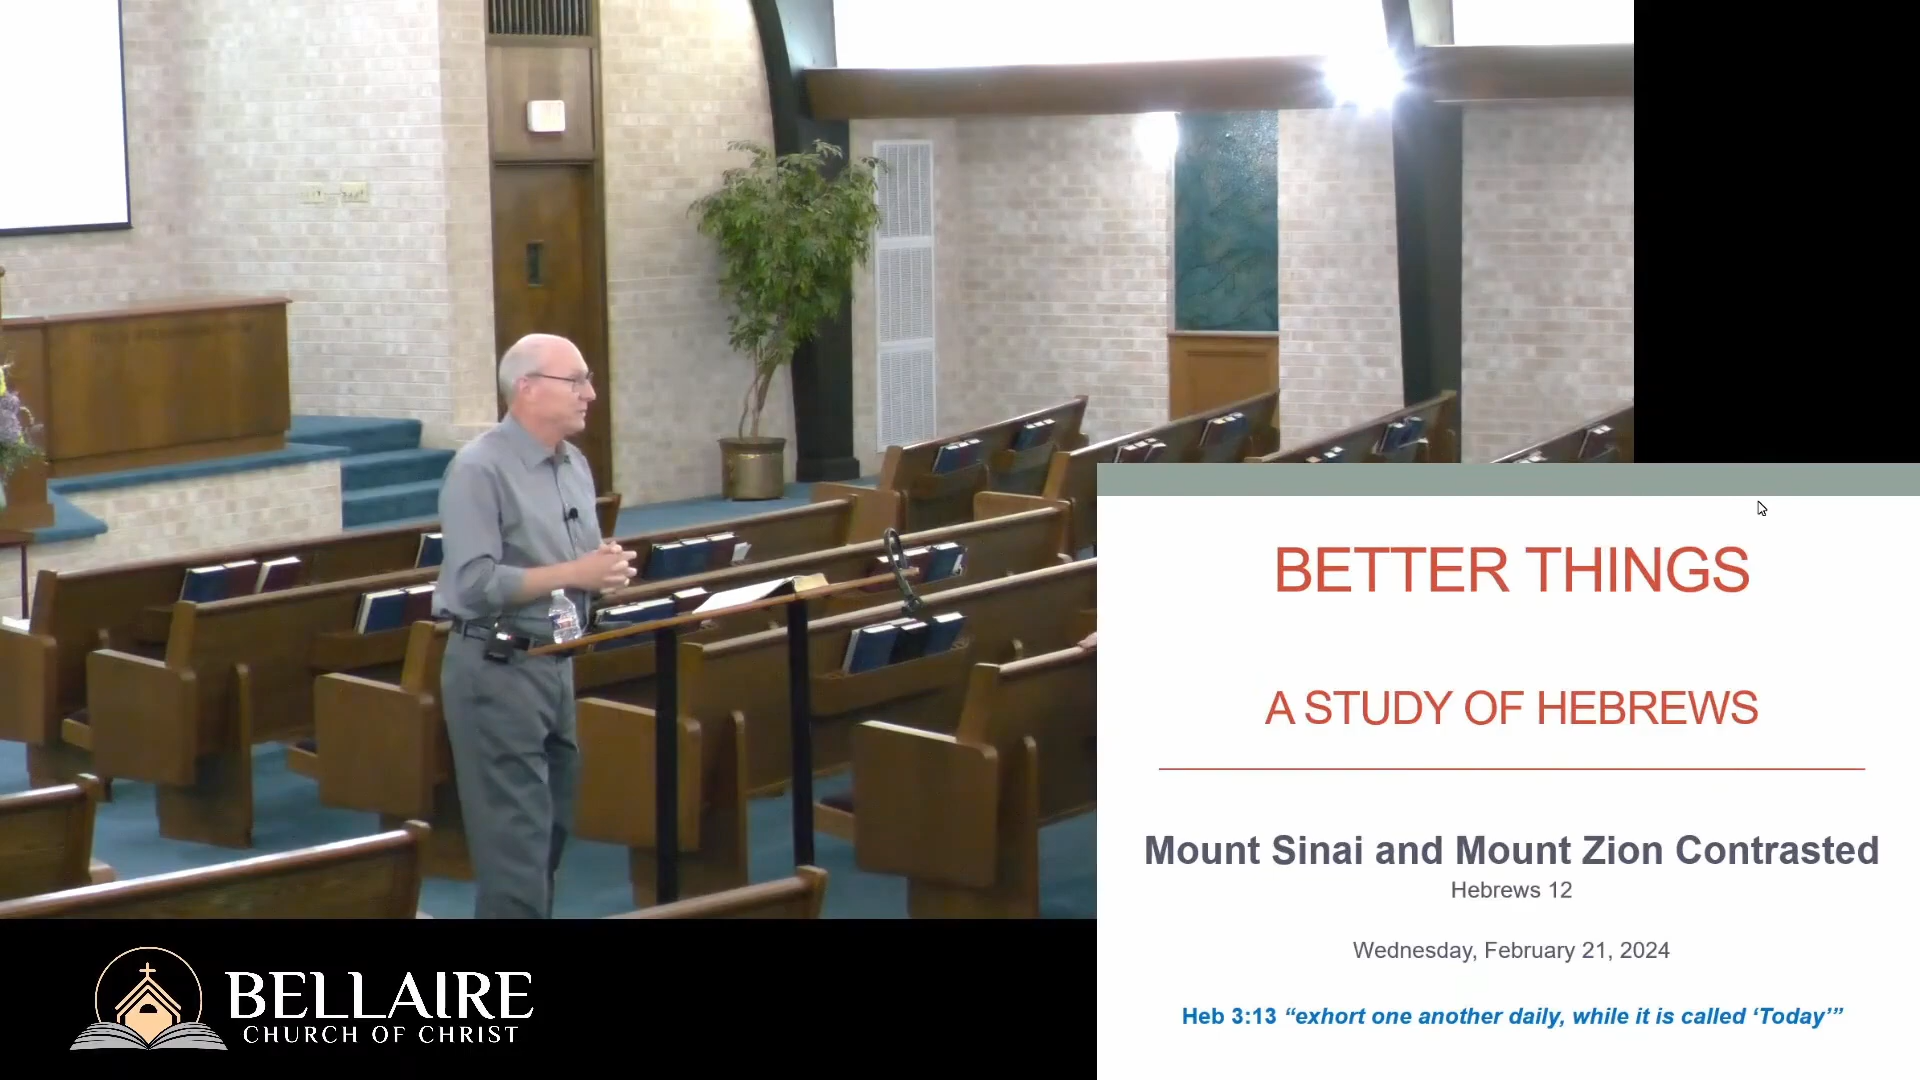 BETTER THINGS
A STUDY OF HEBREWS
Mount Sinai and Mount Zion Contrasted
Hebrews 12
Wednesday, February 21, 2024
Heb 3:13 “exhort one another daily, while it is called ‘Today’”
BELLAIRE
CHURCH OF CHRIST